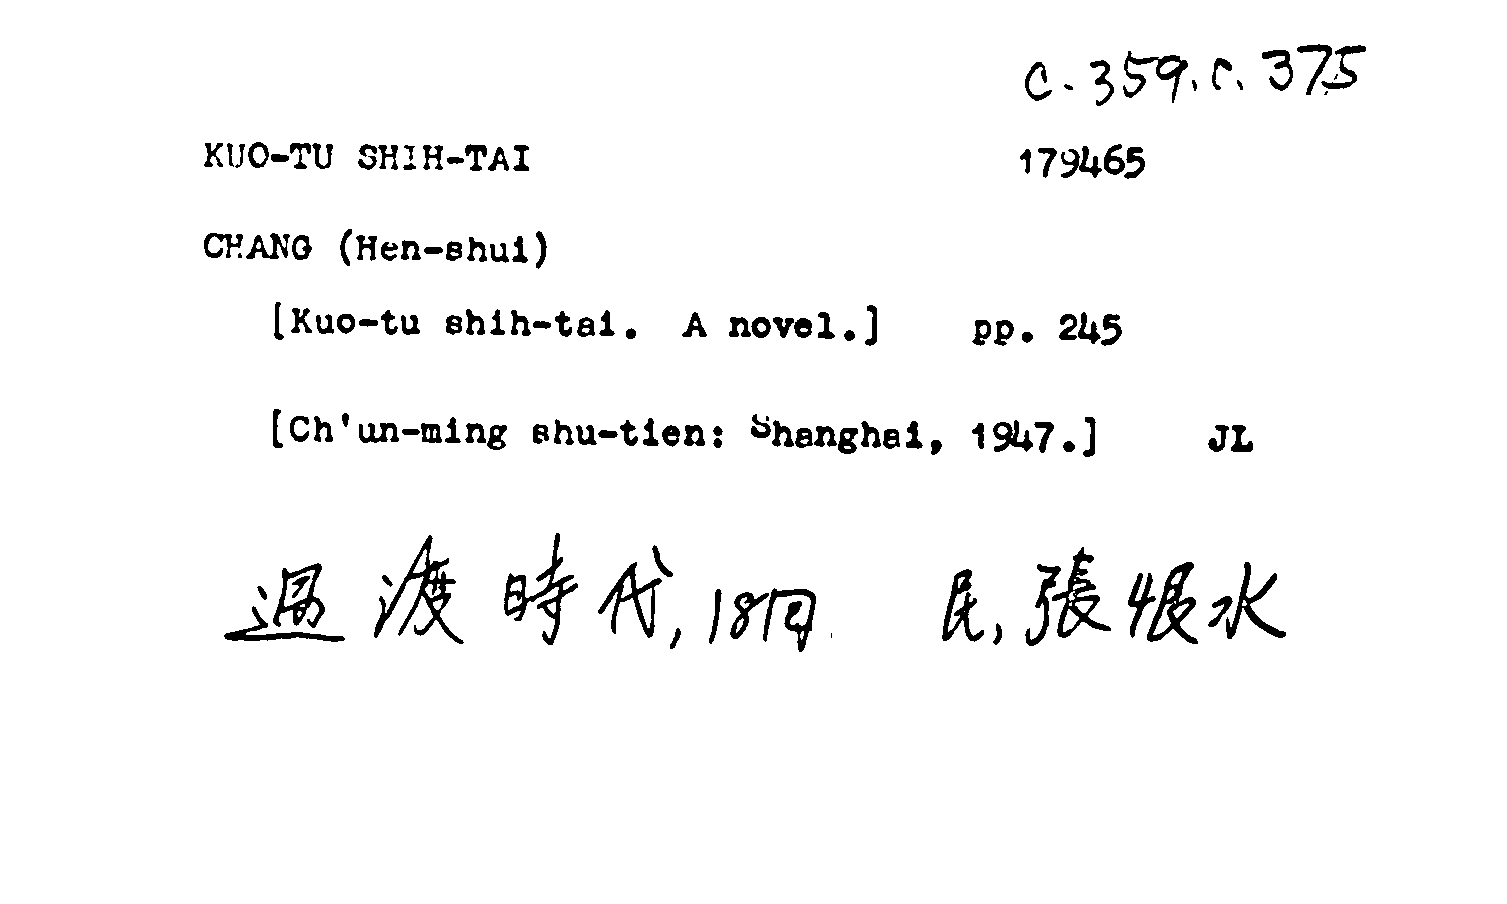 c.359.c.375
KUO-TU SHIH-TAI 179465
CHANG (Hen-shui)
[Kuo-tu shih-tai. A novel.] pp. 245
[Ch'un-ming shu-tien: Shanghai, 1947.] JL
過渡時代, 18回 民, 張恨水